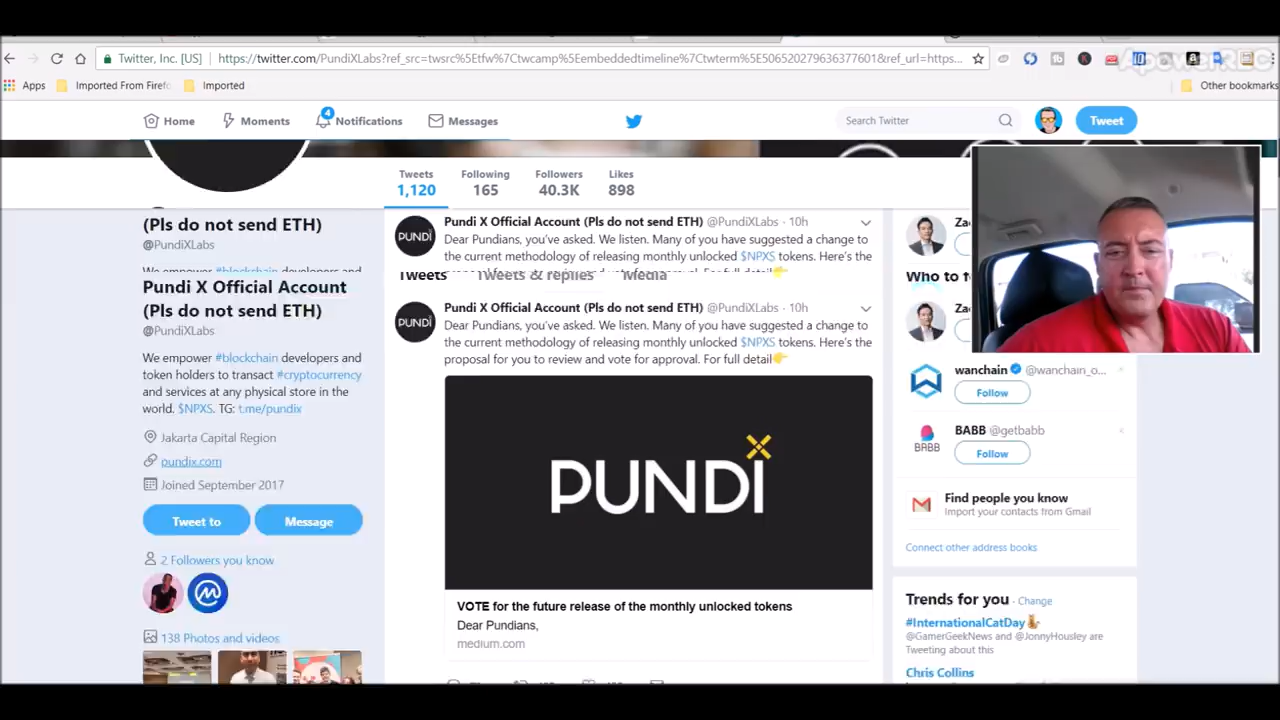 ApowerREC
Twitter, Inc. [US]
https://twitter.com/PundiXLabs?ref_src=twsrc%5Etfw%7Ctwcamp%5Eembeddedtimeline%7Ctwterm%5E506520279636377601&ref_url=https...
Apps
Imported From Firefo
Imported
Other bookmarks
Home
Moments
4
Notifications
Messages
Search Twitter
Tweet
Tweets
Following
Followers
Likes
1,120
165
40.3K
898
(Pls do not send ETH)
@PundiXLabs
We empower #blockchain developers and
Pundi X Official Account
(Pls do not send ETH)
@PundiXLabs
We empower #blockchain developers and
token holders to transact #cryptocurrency
and services at any physical store in the
world. $NPXS. TG: t.me/pundix
Jakarta Capital Region
pundix.com
Joined September 2017
Tweet to
Message
2 Followers you know
138 Photos and videos
PUNDI
Pundi X Official Account (Pls do not send ETH) @PundiXLabs · 10h
Dear Pundians, you've asked. We listen. Many of you have suggested a change to
the current methodology of releasing monthly unlocked $NPXS tokens. Here's the
Tweets
Tweets & replies
Media
PUNDI
Pundi X Official Account (Pls do not send ETH) @PundiXLabs · 10h
Dear Pundians, you've asked. We listen. Many of you have suggested a change to
the current methodology of releasing monthly unlocked $NPXS tokens. Here's the
proposal for you to review and vote for approval. For full detail👉
PUNDI
VOTE for the future release of the monthly unlocked tokens
Dear Pundians,
medium.com
Za
Who to
Za
wanchain @wanchain_o...
Follow
BABB @getbabb
BABB
Follow
Find people you know
Import your contacts from Gmail
Connect other address books
Trends for you · Change
#InternationalCatDay
@GamerGeekNews and @JonnyHousley are
Tweeting about this
Chris Collins